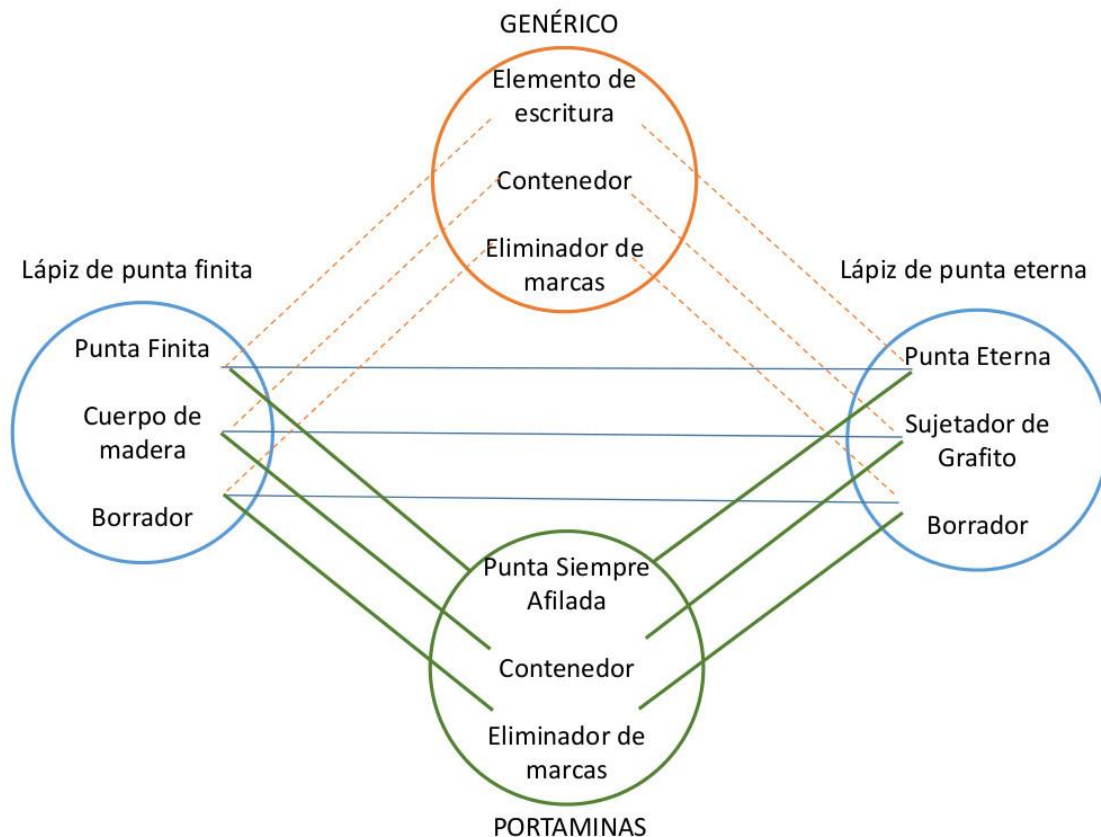 GENÉRICO
Elemento de
escritura
Contenedor
Eliminador de
marcas
Lápiz de punta finita
Punta Finita
Cuerpo de
madera
Borrador
Lápiz de punta eterna
Punta Eterna
Sujetador de
Grafito
Borrador
Punta Siempre
Afilada
Contenedor
Eliminador de
marcas
PORTAMINAS